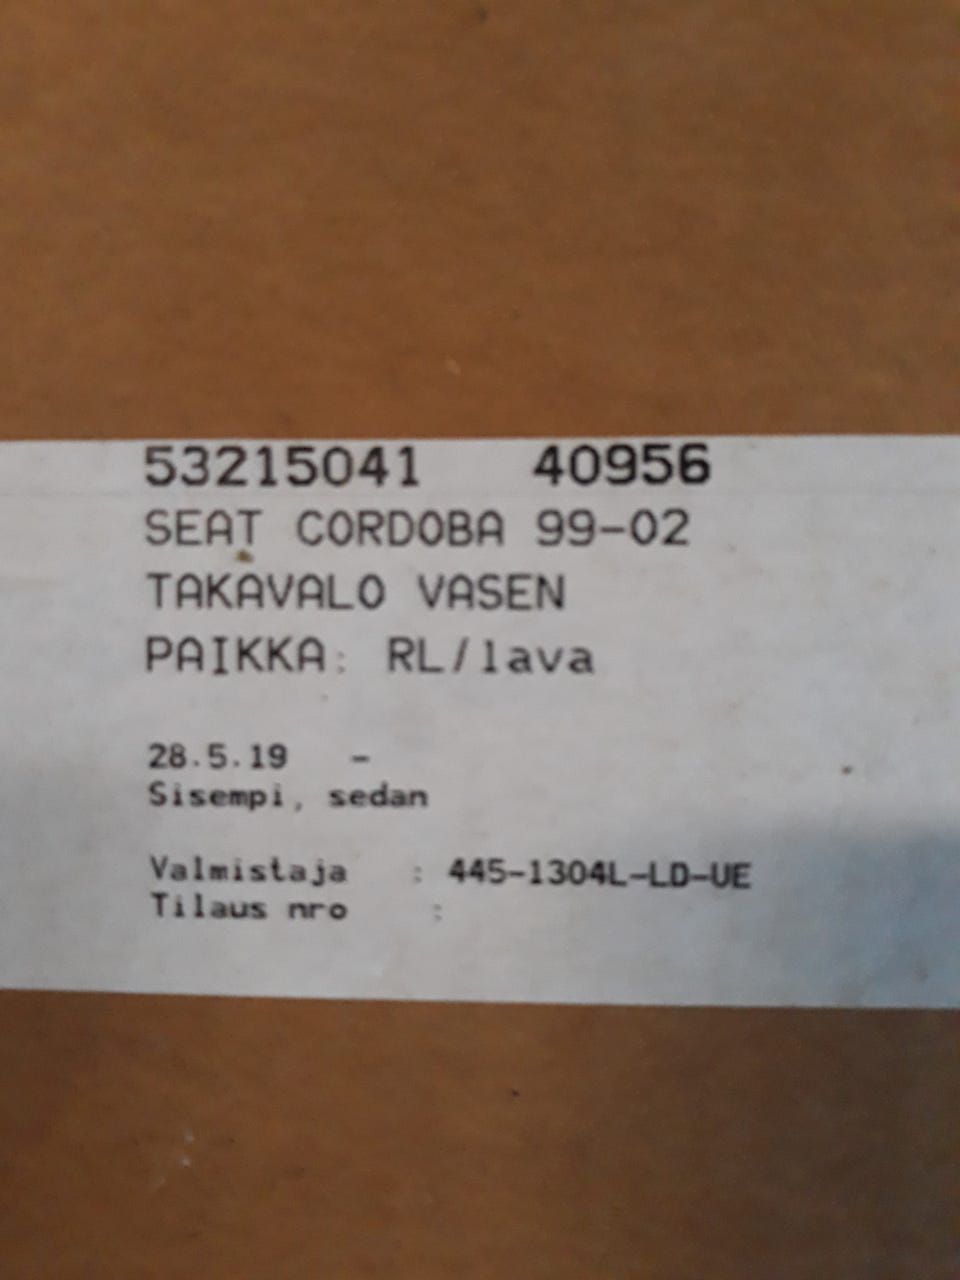 53215041 40956
SEAT CORDOBA 99-02
TAKAVALO VASEN
PAIKKA: RL/lava
28.5.19 -
Sisempi, sedan
Valmistaja : 445-1304L-LD-UE
Tilaus nro :